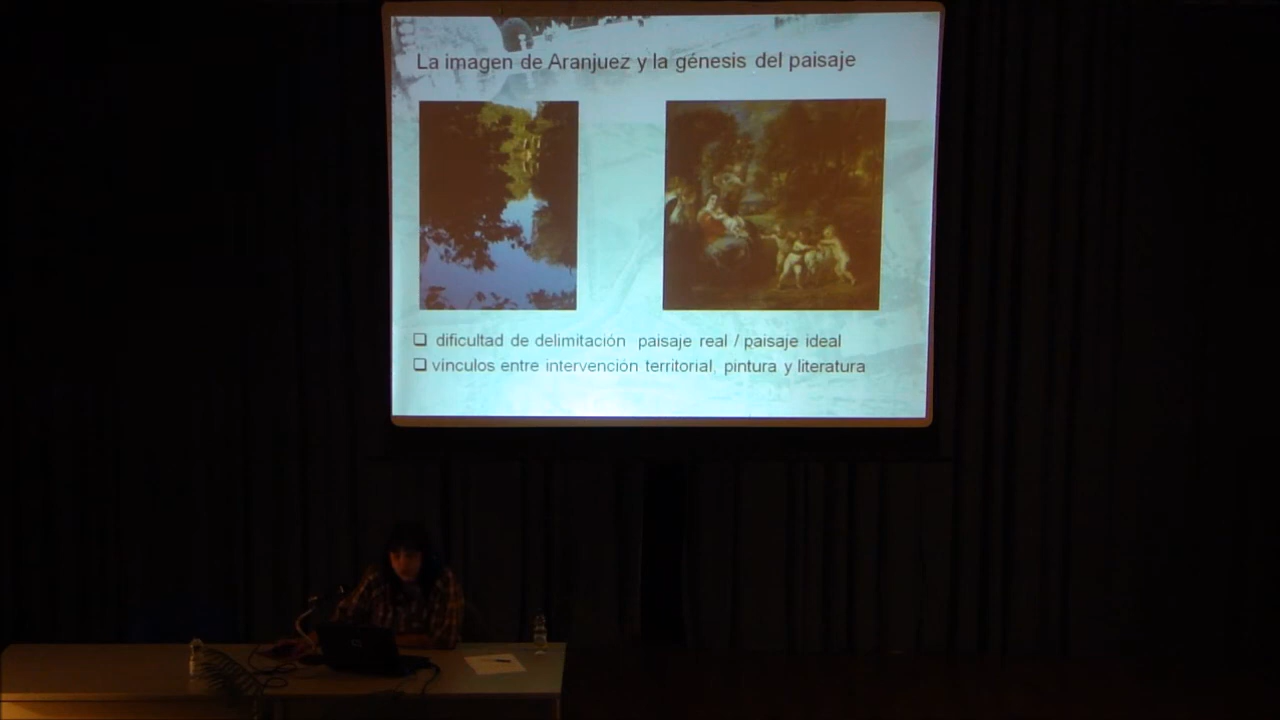 La imagen de Aranjuez y la génesis del paisaje
dificultad de delimitación paisaje real / paisaje ideal
vínculos entre intervención territorial, pintura y literatura